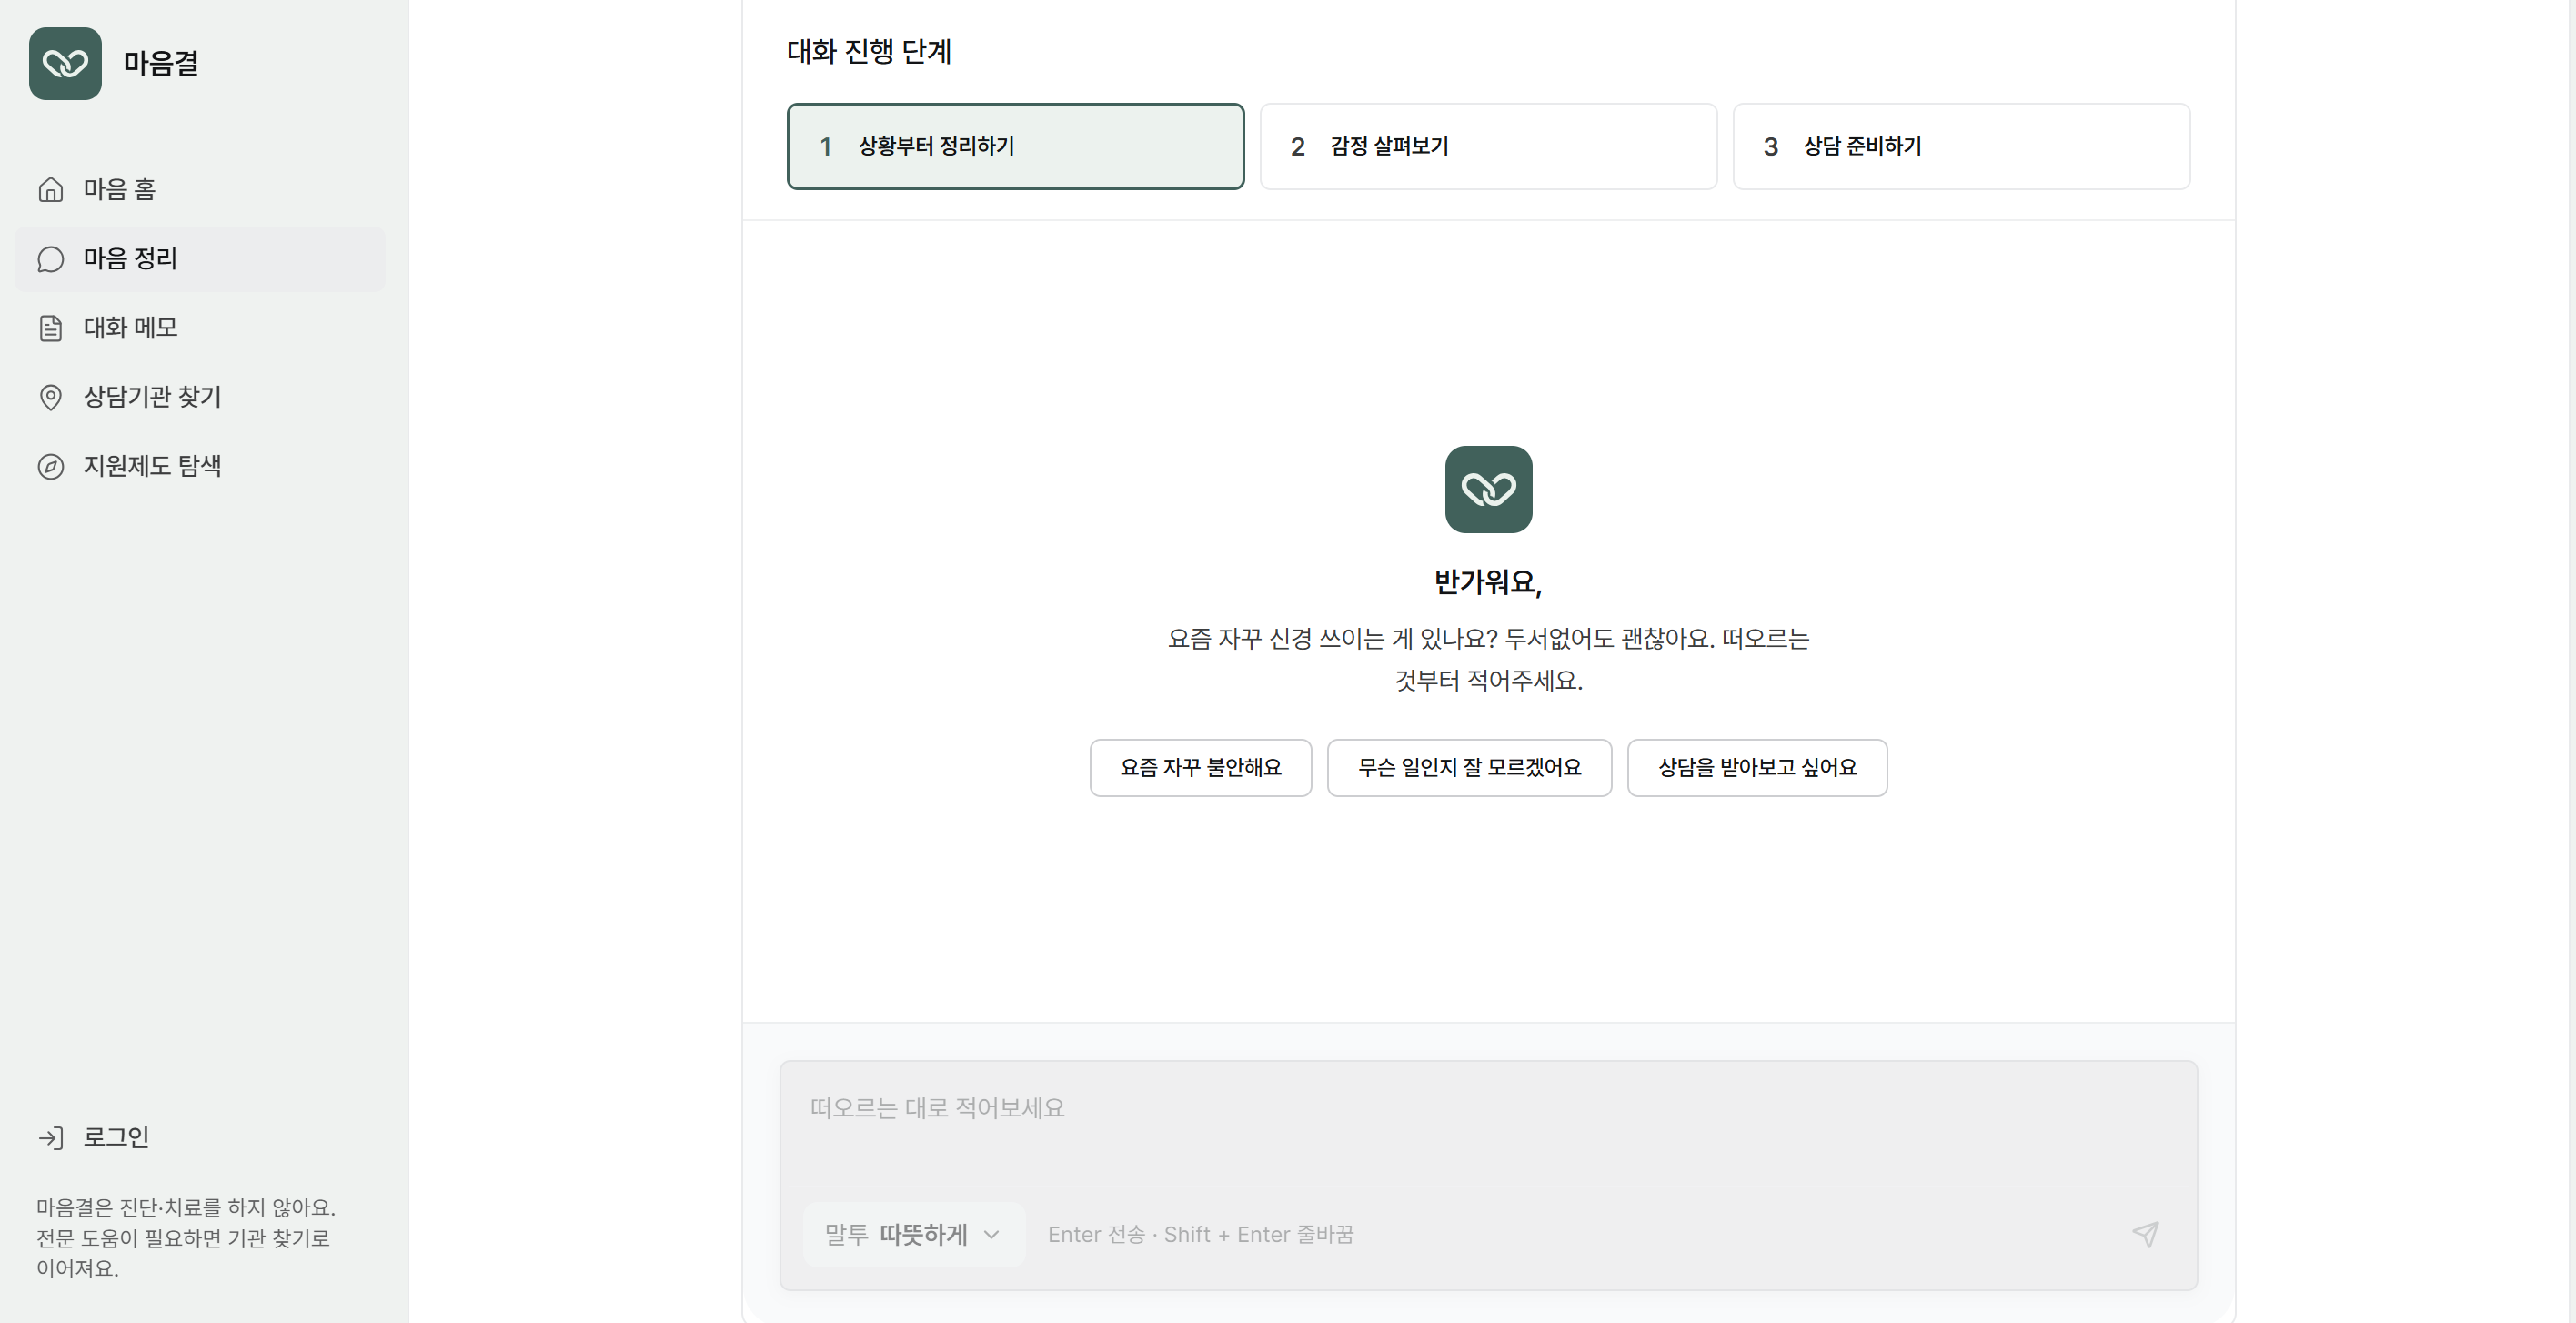 마음결
마음 홈
마음 정리
대화 메모
상담기관 찾기
지원제도 탐색
로그인
마음결은 진단·치료를 하지 않아요.
전문 도움이 필요하면 기관 찾기로
이어져요.
대화 진행 단계
1 상황부터 정리하기
2 감정 살펴보기
3 상담 준비하기
반가워요,
요즘 자꾸 신경 쓰이는 게 있나요? 두서없어도 괜찮아요. 떠오르는
것부터 적어주세요.
요즘 자꾸 불안해요
무슨 일인지 잘 모르겠어요
상담을 받아보고 싶어요
떠오르는 대로 적어보세요
말투 따뜻하게
Enter 전송 · Shift + Enter 줄바꿈